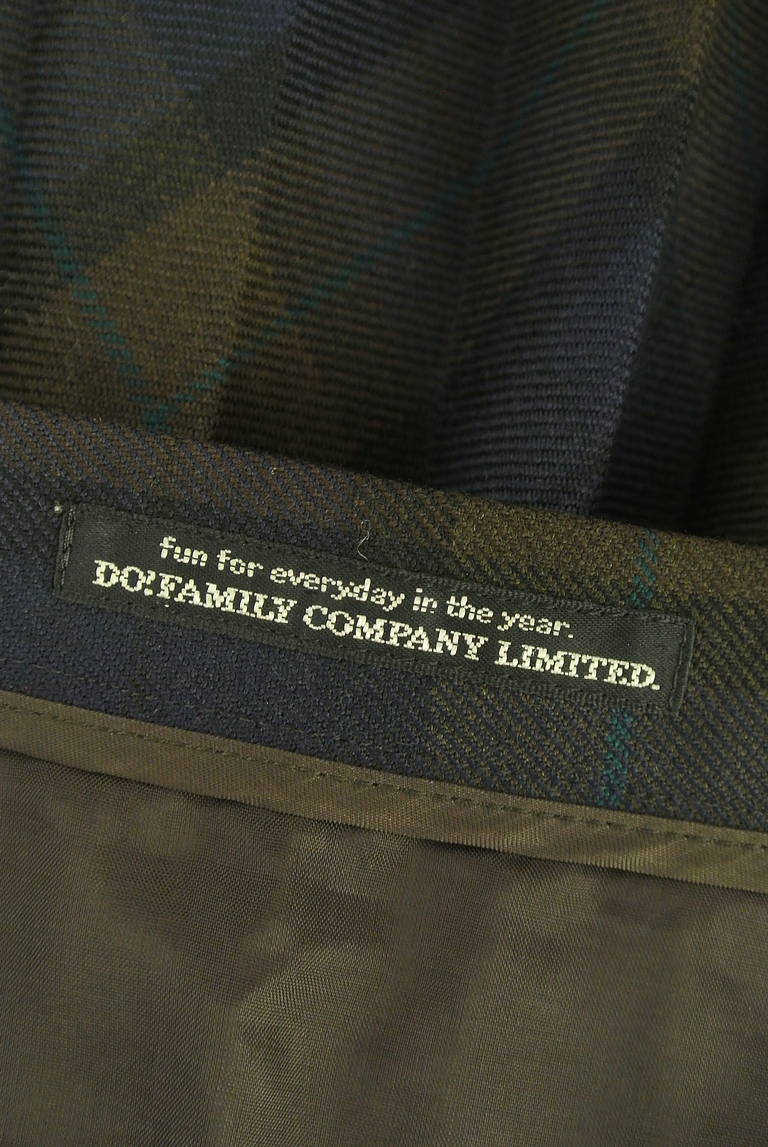 fun for everyday in the year.
DO!FAMILY COMPANY LIMITED.